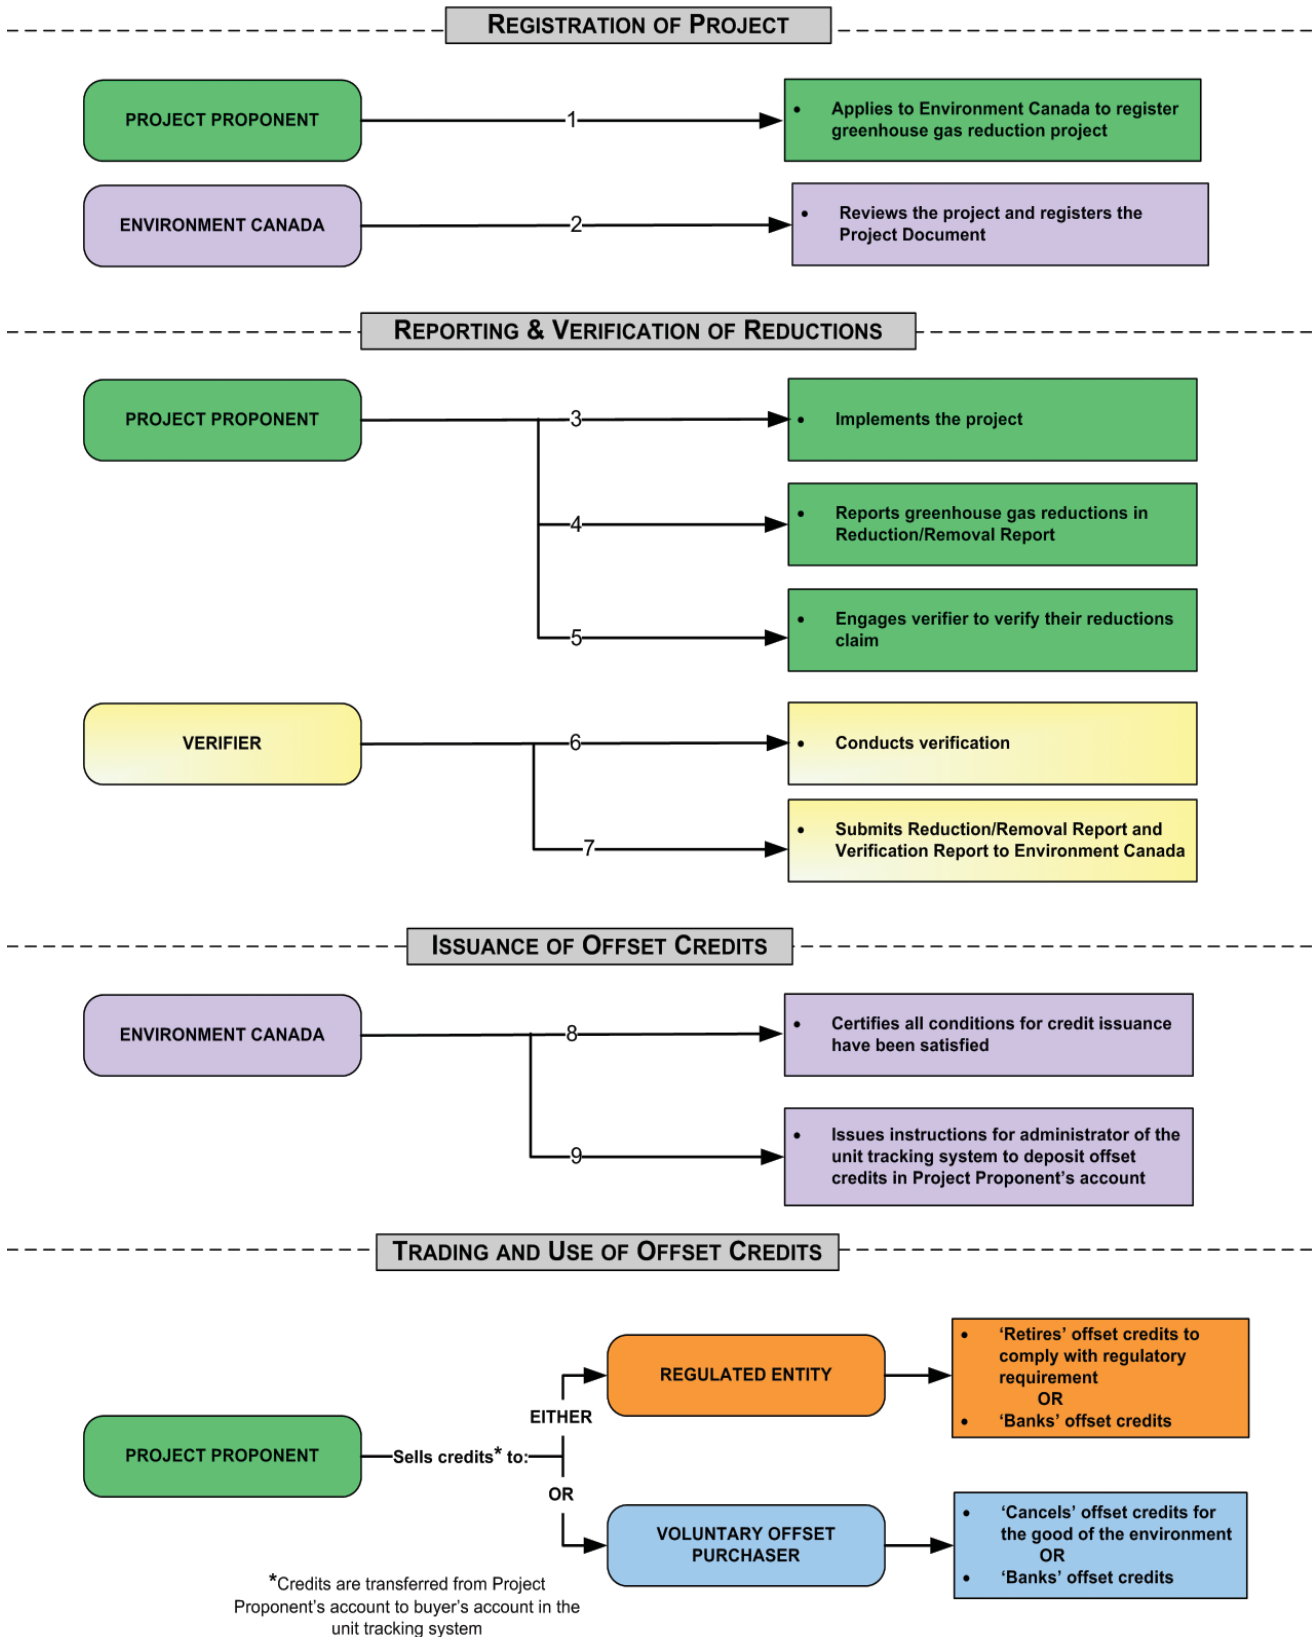 REGISTRATION OF PROJECT
PROJECT PROPONENT
1
• Applies to Environment Canada to register
greenhouse gas reduction project
ENVIRONMENT CANADA
2
• Reviews the project and registers the
Project Document
REPORTING & VERIFICATION OF REDUCTIONS
PROJECT PROPONENT
3
• Implements the project
4
• Reports greenhouse gas reductions in
Reduction/Removal Report
5
• Engages verifier to verify their reductions
claim
VERIFIER
6
• Conducts verification
7
• Submits Reduction/Removal Report and
Verification Report to Environment Canada
ISSUANCE OF OFFSET CREDITS
ENVIRONMENT CANADA
8
• Certifies all conditions for credit issuance
have been satisfied
9
• Issues instructions for administrator of the
unit tracking system to deposit offset
credits in Project Proponent's account
TRADING AND USE OF OFFSET CREDITS
PROJECT PROPONENT
Sells credits* to:
EITHER
REGULATED ENTITY
• ‘Retires’ offset credits to
comply with regulatory
requirement
OR
• ‘Banks’ offset credits
OR
VOLUNTARY OFFSET
PURCHASER
• ‘Cancels’ offset credits for
the good of the environment
OR
• ‘Banks’ offset credits
*Credits are transferred from Project
Proponent's account to buyer's account in the
unit tracking system